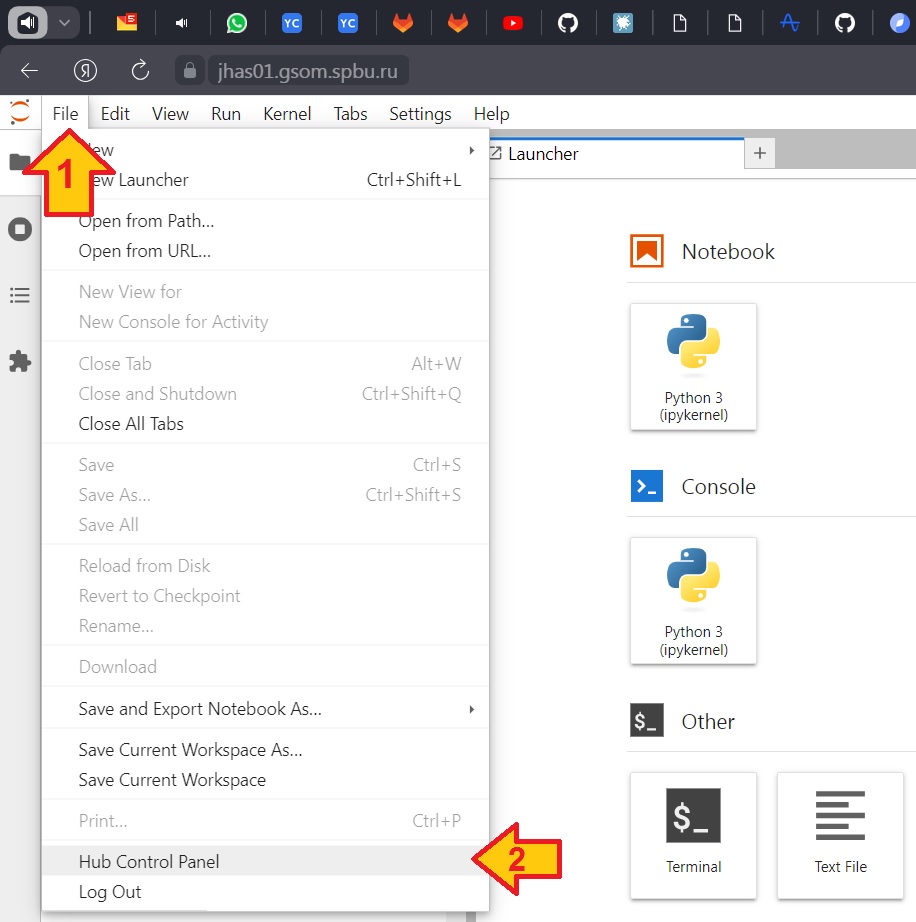 5
YC
YC
Я
jhas01.gsom.spbu.ru
File Edit View Run Kernel Tabs Settings Help
1
Launcher
+
Launcher Ctrl+Shift+L
Open from Path...
Open from URL...
Notebook
New View for
New Console for Activity
Close Tab Alt+W
Close and Shutdown Ctrl+Shift+Q
Close All Tabs
Python 3
(ipykernel)
Save Ctrl+S
Save As... Ctrl+Shift+S
Save All
Console
Reload from Disk
Revert to Checkpoint
Rename...
Python 3
(ipykernel)
Download
Save and Export Notebook As...
$_ Other
Save Current Workspace As...
Save Current Workspace
Print... Ctrl+P
$_
Hub Control Panel
2
Terminal
Text File
Log Out